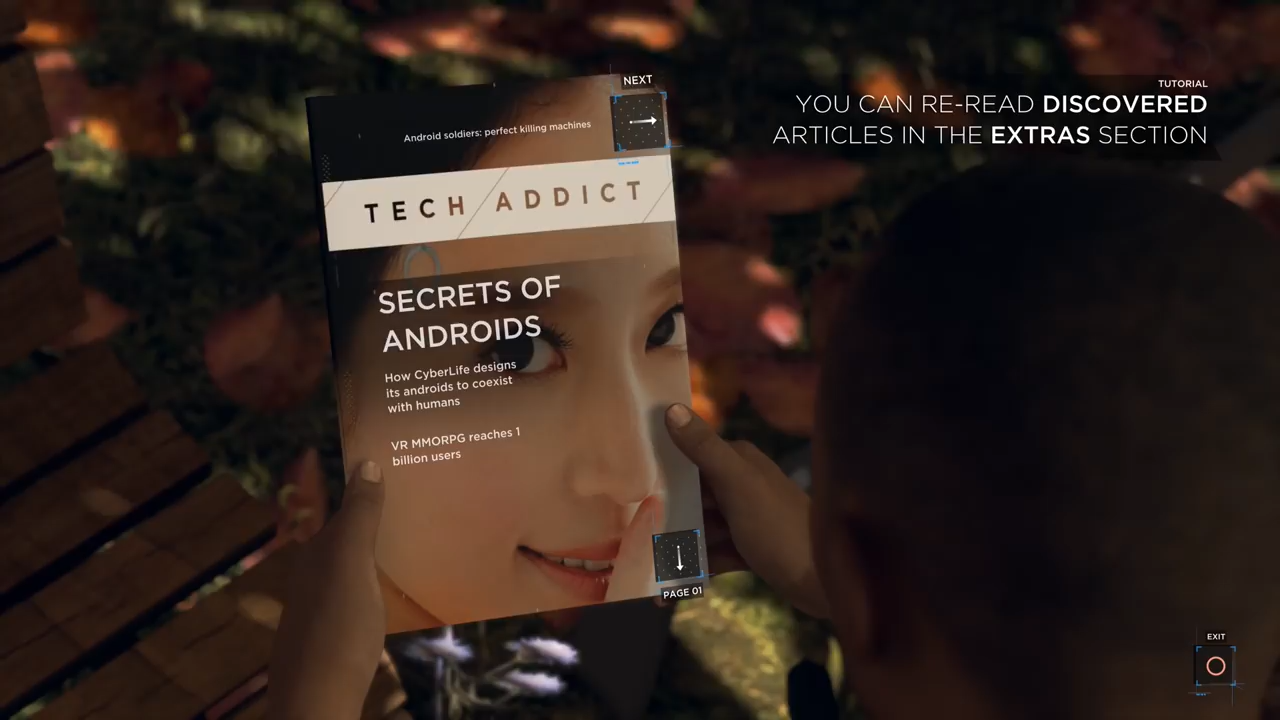 NEXT
Android soldiers: perfect killing machines
TECH ADDICT
SECRETS OF
ANDROIDS
How CyberLife designs
its androids to coexist
with humans
VR MMORPG reaches 1
billion users
PAGE 01
TUTORIAL
YOU CAN RE-READ DISCOVERED
ARTICLES IN THE EXTRAS SECTION
EXIT